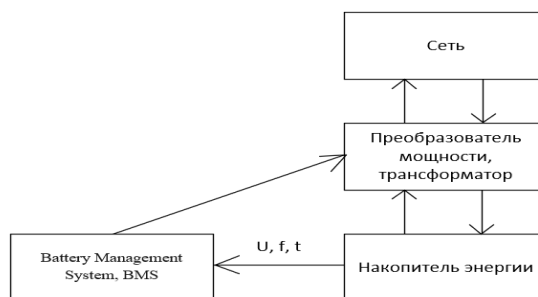 Сеть
Преобразователь
мощности,
трансформатор
U, f, t
Battery Management
System, BMS
Накопитель энергии